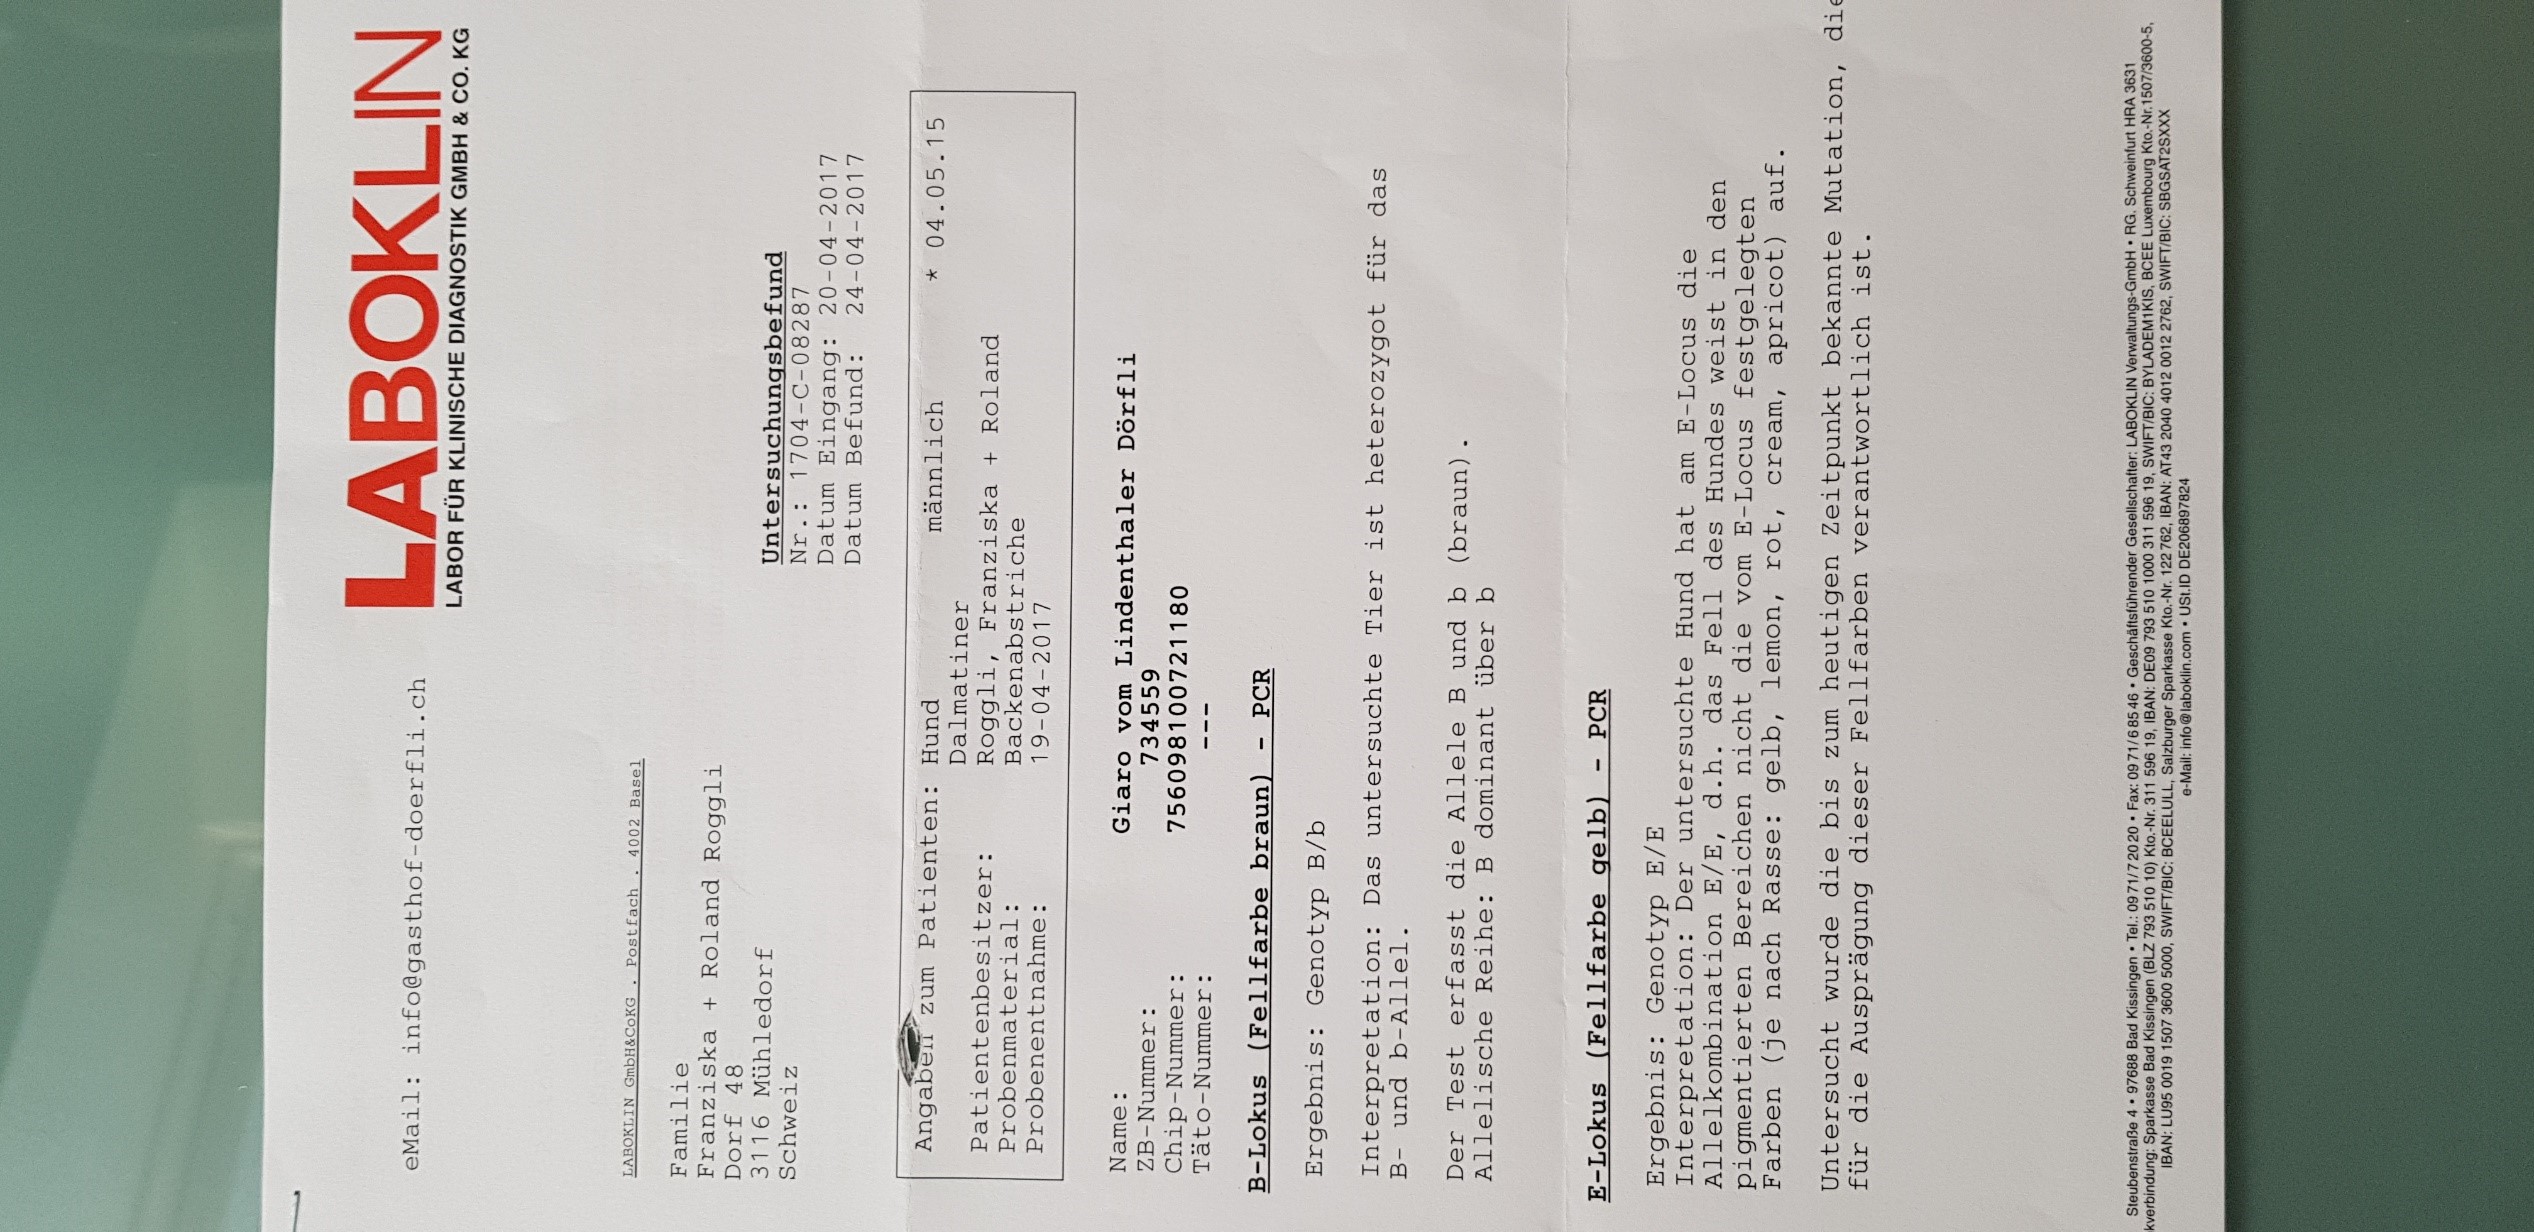 LABOKLIN
LABOR FÜR KLINISCHE DIAGNOSTIK GMBH & CO. KG
eMail: info@gasthof-doerfli.ch
LABOKLIN GmbH&CoKG . Postfach . 4002 Basel
Familie
Franziska + Roland Roggli
Dorf 48
3116 Mühledorf
Schweiz
Untersuchungsbefund
Nr.: 1704-C-08287
Datum Eingang: 20-04-2017
Datum Befund: 24-04-2017
Angaben zum Patienten: Hund männlich * 04.05.15
Dalmatiner
Patientenbesitzer: Roggli, Franziska + Roland
Probenmaterial: Backenabstriche
Probenentnahme: 19-04-2017
Name: Giaro vom Lindenthaler Dörfli
ZB-Nummer: 734559
Chip-Nummer: 756098100721180
Täto-Nummer: ---
B-Lokus (Fellfarbe braun) - PCR
Ergebnis: Genotyp B/b
Interpretation: Das untersuchte Tier ist heterozygot für das
B- und b-Allel.
Der Test erfasst die Allele B und b (braun).
Allelische Reihe: B dominant über b
E-Lokus (Fellfarbe gelb) - PCR
Ergebnis: Genotyp E/E
Interpretation: Der untersuchte Hund hat am E-Locus die
Allelkombination E/E, d.h. das Fell des Hundes weist in den
pigmentierten Bereichen nicht die vom E-Locus festgelegten
Farben (je nach Rasse: gelb, lemon, rot, cream, apricot) auf.
Untersucht wurde die bis zum heutigen Zeitpunkt bekannte Mutation, die
für die Ausprägung dieser Fellfarben verantwortlich ist.
Steubenstraße 4 • 97688 Bad Kissingen • Tel.: 09 71/7 20 20 • Fax: 09 71/6 85 46 • Geschäftsführender Gesellschafter: LABOKLIN Verwaltungs-GmbH • RG. Schweinfurt HRA 3631
kverbindung: Sparkasse Bad Kissingen (BLZ 793 510 10) Kto.-Nr. 311 596 19, IBAN: DE09 793 510 1000 311 596 19, SWIFT/BIC: BYLADEM1KIS, BCEE Luxembourg Kto.-Nr.1507/3600-5,
IBAN: LU95 0019 1507 3600 5000, SWIFT/BIC: BCEELULL, Salzburger Sparkasse Kto.-Nr. 122 762, IBAN: AT43 2040 4012 0012 2762, SWIFT/BIC: SBGSAT2SXXX
e-Mail: info@laboklin.com • USt.ID DE206897824